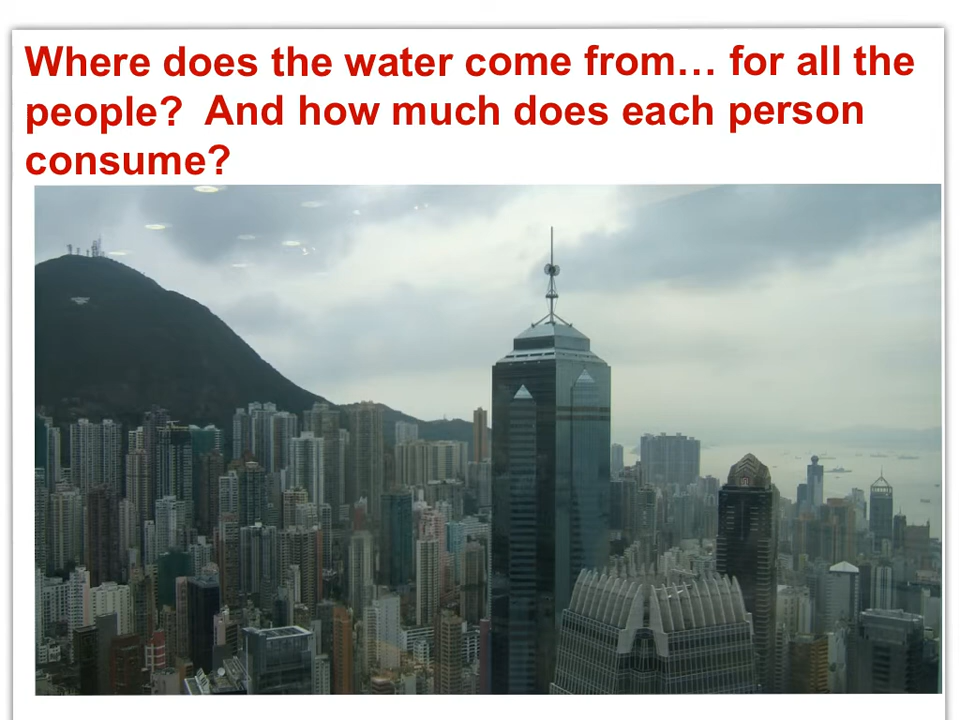 Where does the water come from… for all the
people?  And how much does each person
consume?